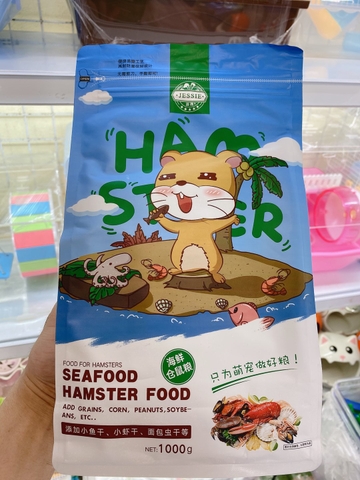 JESSIE
HAM
STER
FOOD FOR HAMSTERS
SEAFOOD
HAMSTER FOOD
ADD GRAINS, CORN, PEANUTS,SOYBE-
ANS, ETC..
添加小鱼干、小虾干、面包虫干等
NET: 1000g
海鲜
仓鼠粮
只为萌宠做好粮!